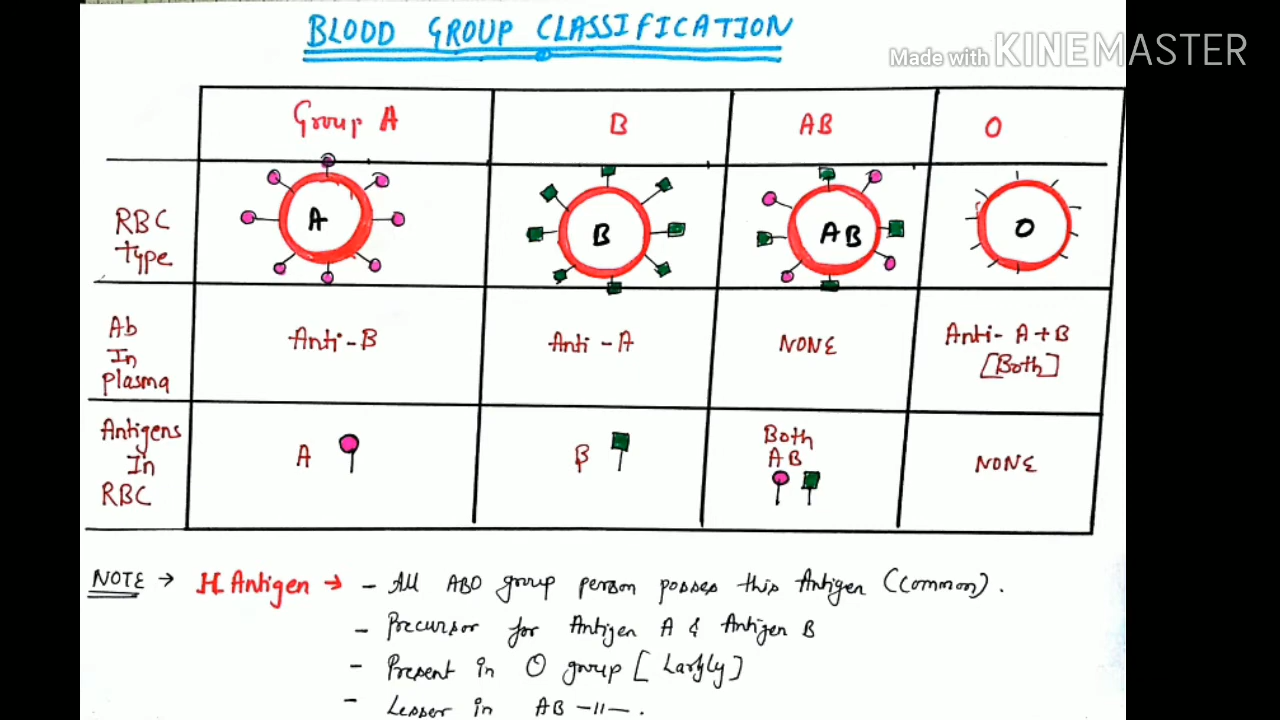 BLOOD GROUP CLASSIFICATION
Made with KINEMASTER
Group A
B
AB
O
RBC
Type
A
B
AB
O
Ab
In
plasma
Anti-B
Anti-A
NONE
Anti-A+B
[Both]
Antigens
In
RBC
A
B
Both
AB
NONE
NOTE → H Antigen → - All ABO group person posses this Antigen (Common).
- Precursor for Antigen A & Antigen B
- Present in O group [Largly]
- Lesser in AB -11-.